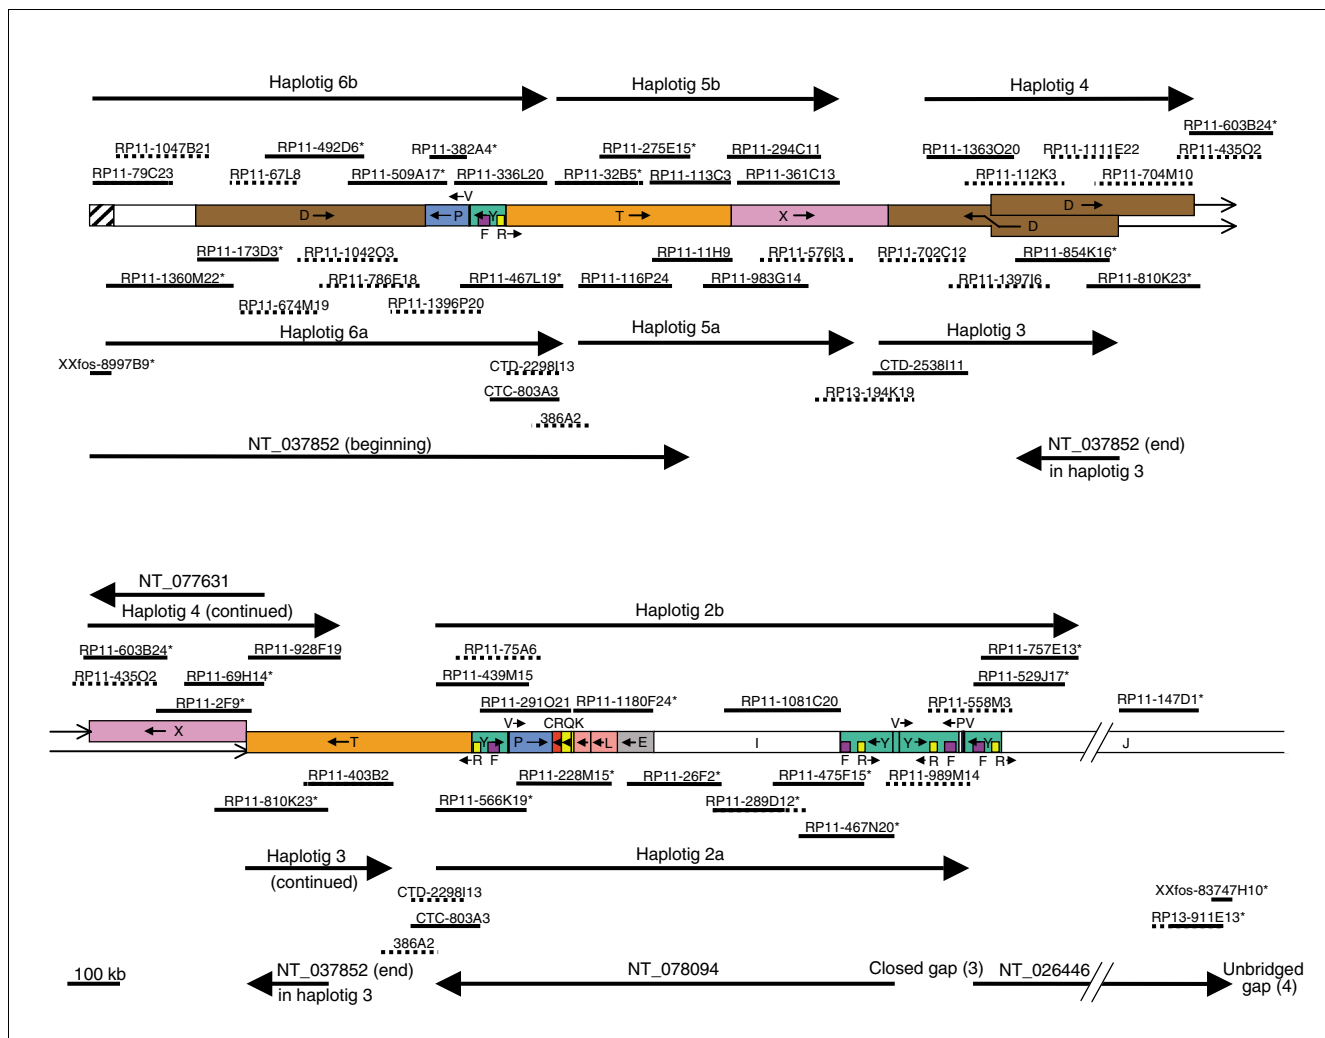 Haplotig 6b
Haplotig 5b
Haplotig 4
RP11-603B24*
RP11-1047B21
RP11-492D6*
RP11-382A4*
RP11-275E15*
RP11-294C11
RP11-1363O20
RP11-1111E22
RP11-435O2
RP11-79C23
RP11-67L8
RP11-509A17*
RP11-336L20
RP11-32B5*
RP11-113C3
RP11-361C13
RP11-112K3
RP11-704M10
V
D
P
Y
T
X
D
D
F
R
RP11-173D3*
RP11-1042O3
RP11-11H9
RP11-576I3
RP11-702C12
RP11-854K16*
RP11-1360M22*
RP11-786E18
RP11-467L19*
RP11-116P24
RP11-983G14
RP11-1397I6
RP11-810K23*
RP11-674M19
RP11-1396P20
Haplotig 6a
Haplotig 5a
Haplotig 3
XXfos-8997B9*
CTD-2298I13
CTD-2538I11
CTC-803A3
RP13-194K19
386A2
NT_037852 (beginning)
NT_037852 (end)
in haplotig 3
NT_077631
Haplotig 4 (continued)
Haplotig 2b
RP11-603B24*
RP11-928F19
RP11-75A6
RP11-757E13*
RP11-435O2
RP11-69H14*
RP11-439M15
RP11-529J17*
RP11-2F9*
RP11-291O21
RP11-1180F24*
RP11-1081C20
RP11-558M3
RP11-147D1*
V
CRQK
V
PV
X
T
Y
P
L
E
I
Y
Y
Y
J
R
F
F
R
R
F
F
R
RP11-403B2
RP11-228M15*
RP11-26F2*
RP11-475F15*
RP11-989M14
RP11-810K23*
RP11-566K19*
RP11-289D12*
RP11-467N20*
Haplotig 3
(continued)
Haplotig 2a
CTD-2298I13
XXfos-83747H10*
CTC-803A3
RP13-911E13*
386A2
100 kb
NT_037852 (end)
in haplotig 3
NT_078094
Closed gap (3)
NT_026446
Unbridged
gap (4)